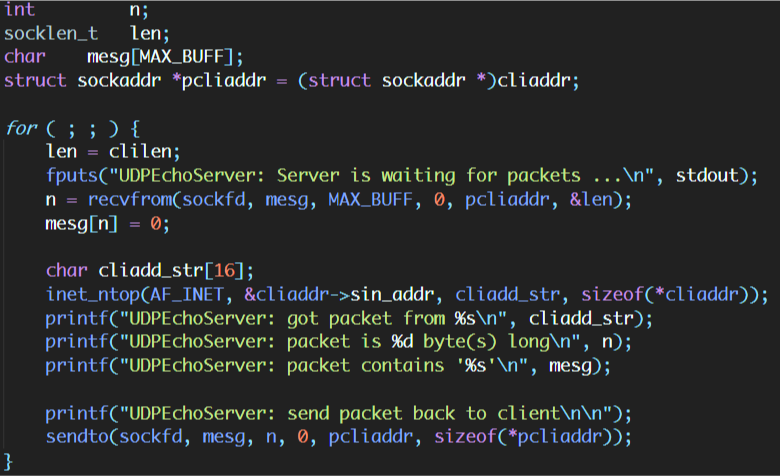 int          n;
socklen_t   len;
char    mesg[MAX_BUFF];
struct sockaddr *pcliaddr = (struct sockaddr *)cliaddr;

for ( ; ; ) {
    len = clilen;
    fputs("UDPEchoServer: Server is waiting for packets ...\n", stdout);
    n = recvfrom(sockfd, mesg, MAX_BUFF, 0, pcliaddr, &len);
    mesg[n] = 0;

    char cliadd_str[16];
    inet_ntop(AF_INET, &cliaddr->sin_addr, cliadd_str, sizeof(*cliaddr));
    printf("UDPEchoServer: got packet from %s\n", cliadd_str);
    printf("UDPEchoServer: packet is %d byte(s) long\n", n);
    printf("UDPEchoServer: packet contains '%s'\n", mesg);

    printf("UDPEchoServer: send packet back to client\n\n");
    sendto(sockfd, mesg, n, 0, pcliaddr, sizeof(*pcliaddr));
}